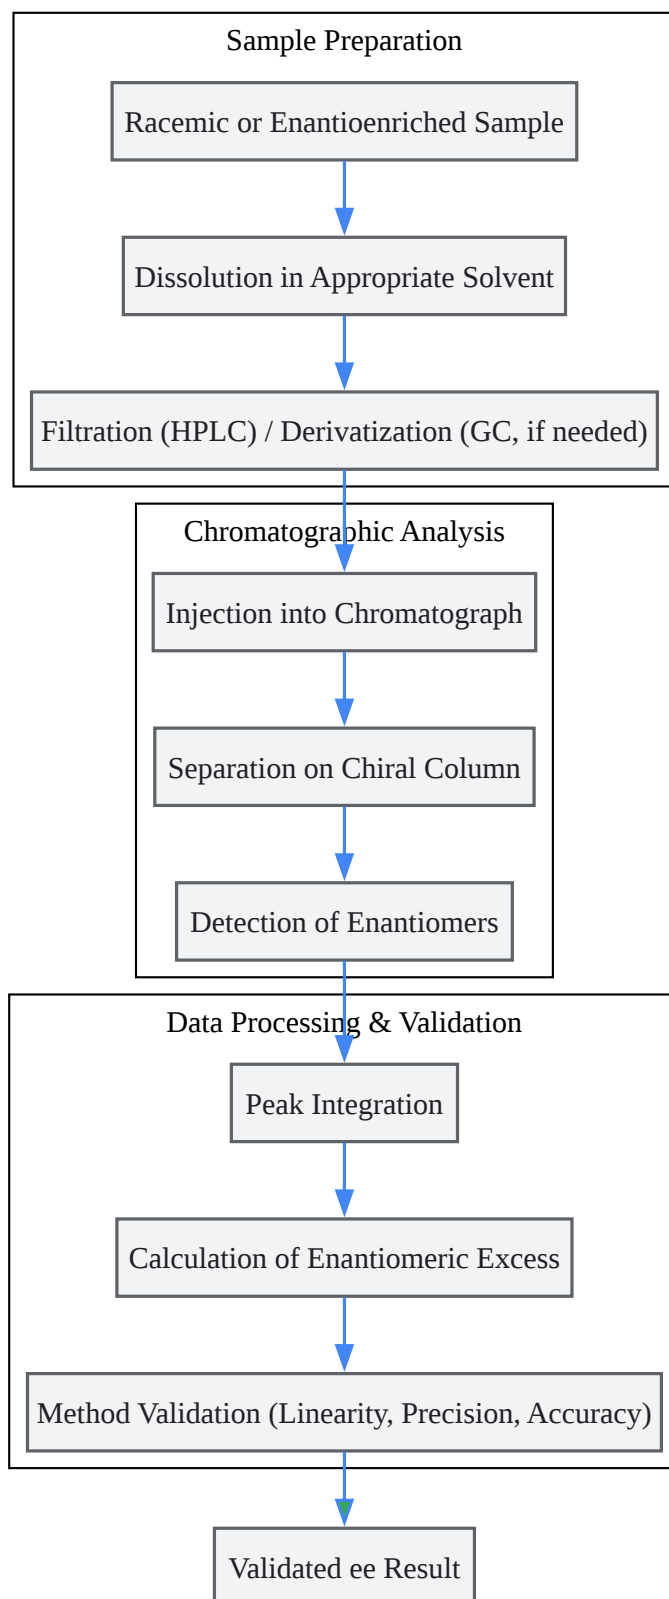 Sample Preparation
Racemic or Enantioenriched Sample
Dissolution in Appropriate Solvent
Filtration (HPLC) / Derivatization (GC, if needed)
Chromatographic Analysis
Injection into Chromatograph
Separation on Chiral Column
Detection of Enantiomers
Data Processing & Validation
Peak Integration
Calculation of Enantiomeric Excess
Method Validation (Linearity, Precision, Accuracy)
Validated ee Result